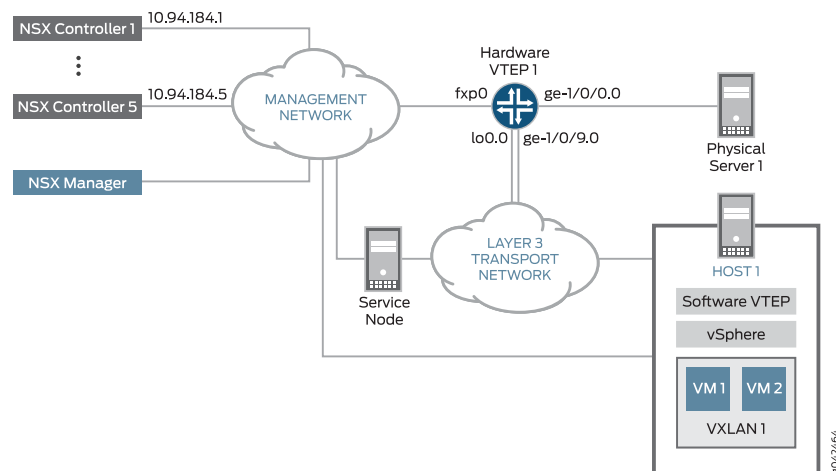 NSX Controller 1
10.94.184.1
NSX Controller 5
10.94.184.5
NSX Manager
MANAGEMENT
NETWORK
Hardware
VTEP 1
fxp0
ge-1/0/0.0
lo0.0
ge-1/0/9.0
Physical
Server 1
LAYER 3
TRANSPORT
NETWORK
Service
Node
HOST 1
Software VTEP
vSphere
VM 1
VM 2
VXLAN 1